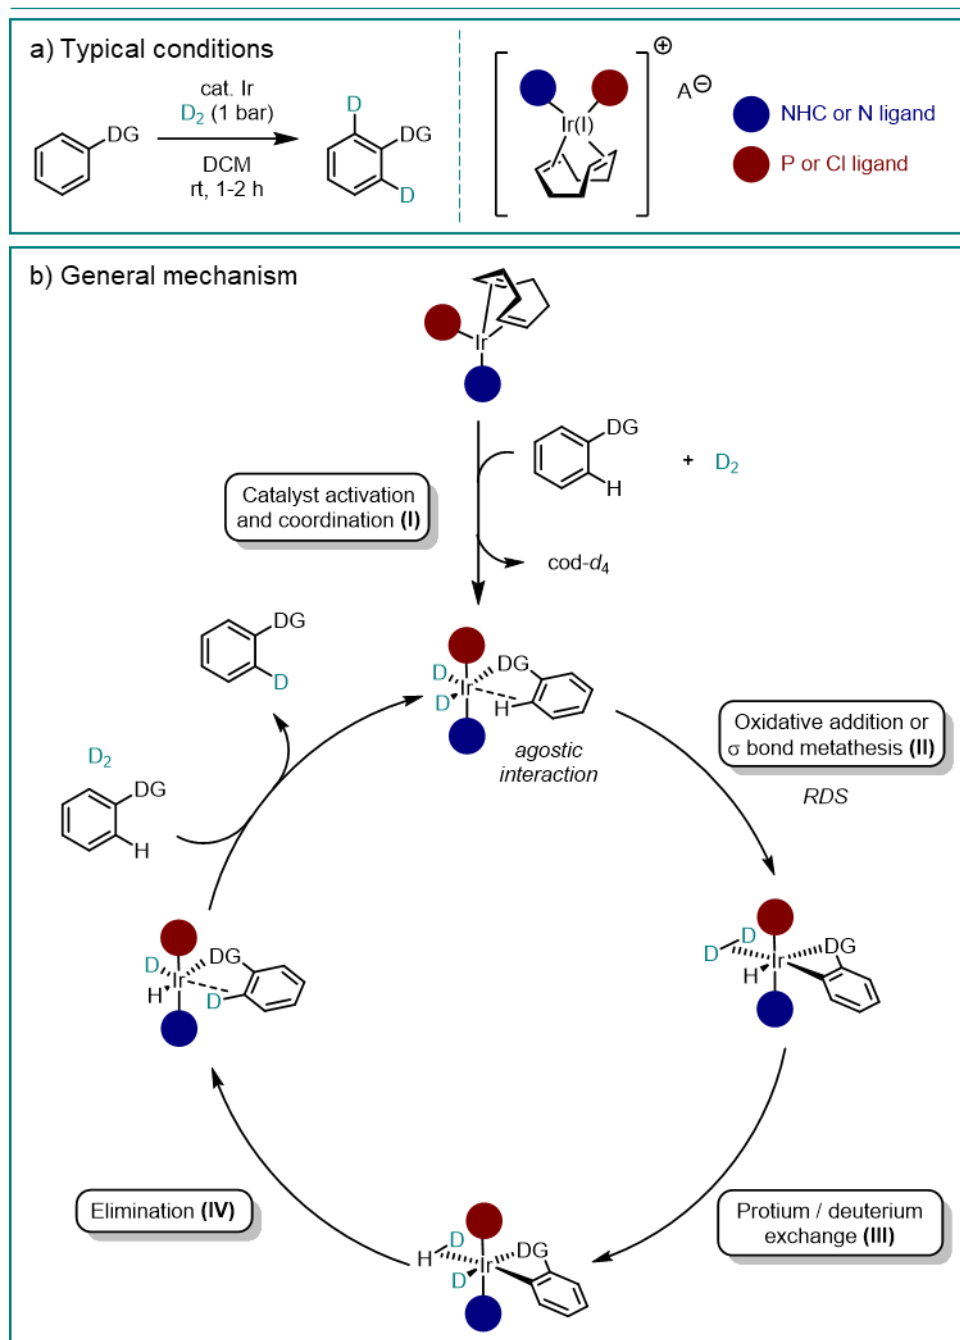 a) Typical conditions
DG
cat. Ir
D₂ (1 bar)
DCM
rt, 1-2 h
D
DG
D
Ir(I)
⊕
A⊖
NHC or N ligand
P or Cl ligand
b) General mechanism
Ir
DG
H
+ D₂
Catalyst activation
and coordination (I)
cod-d₄
DG
D
D
D
Ir
DG
H
agostic
interaction
Oxidative addition or
σ bond metathesis (II)
RDS
D₂
DG
H
D
D
H
Ir
DG
D
H
Ir
DG
D
Elimination (IV)
Protium / deuterium
exchange (III)
H
D
D
Ir
DG